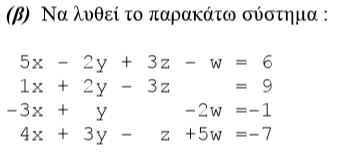 (β) Να λυθεί το παρακάτω σύστημα :
5x - 2y + 3z - w = 6
1x + 2y - 3z = 9
-3x + y -2w =-1
4x + 3y - z +5w =-7